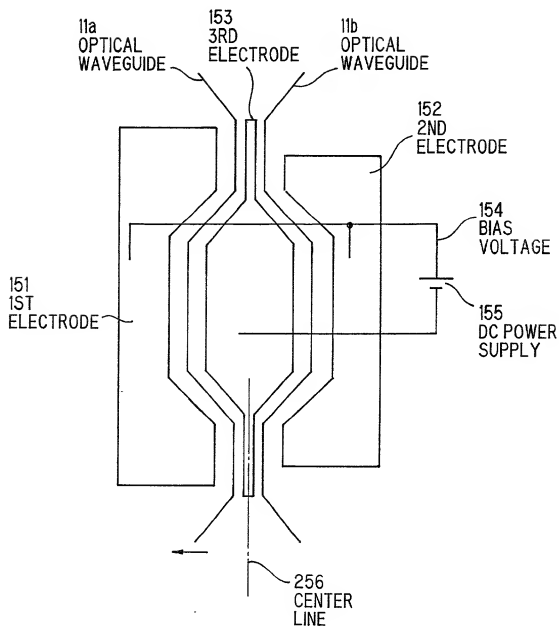 11a
OPTICAL
WAVEGUIDE
153
3RD
ELECTRODE
11b
OPTICAL
WAVEGUIDE
152
2ND
ELECTRODE
154
BIAS
VOLTAGE
151
1ST
ELECTRODE
155
DC POWER
SUPPLY
256
CENTER
LINE